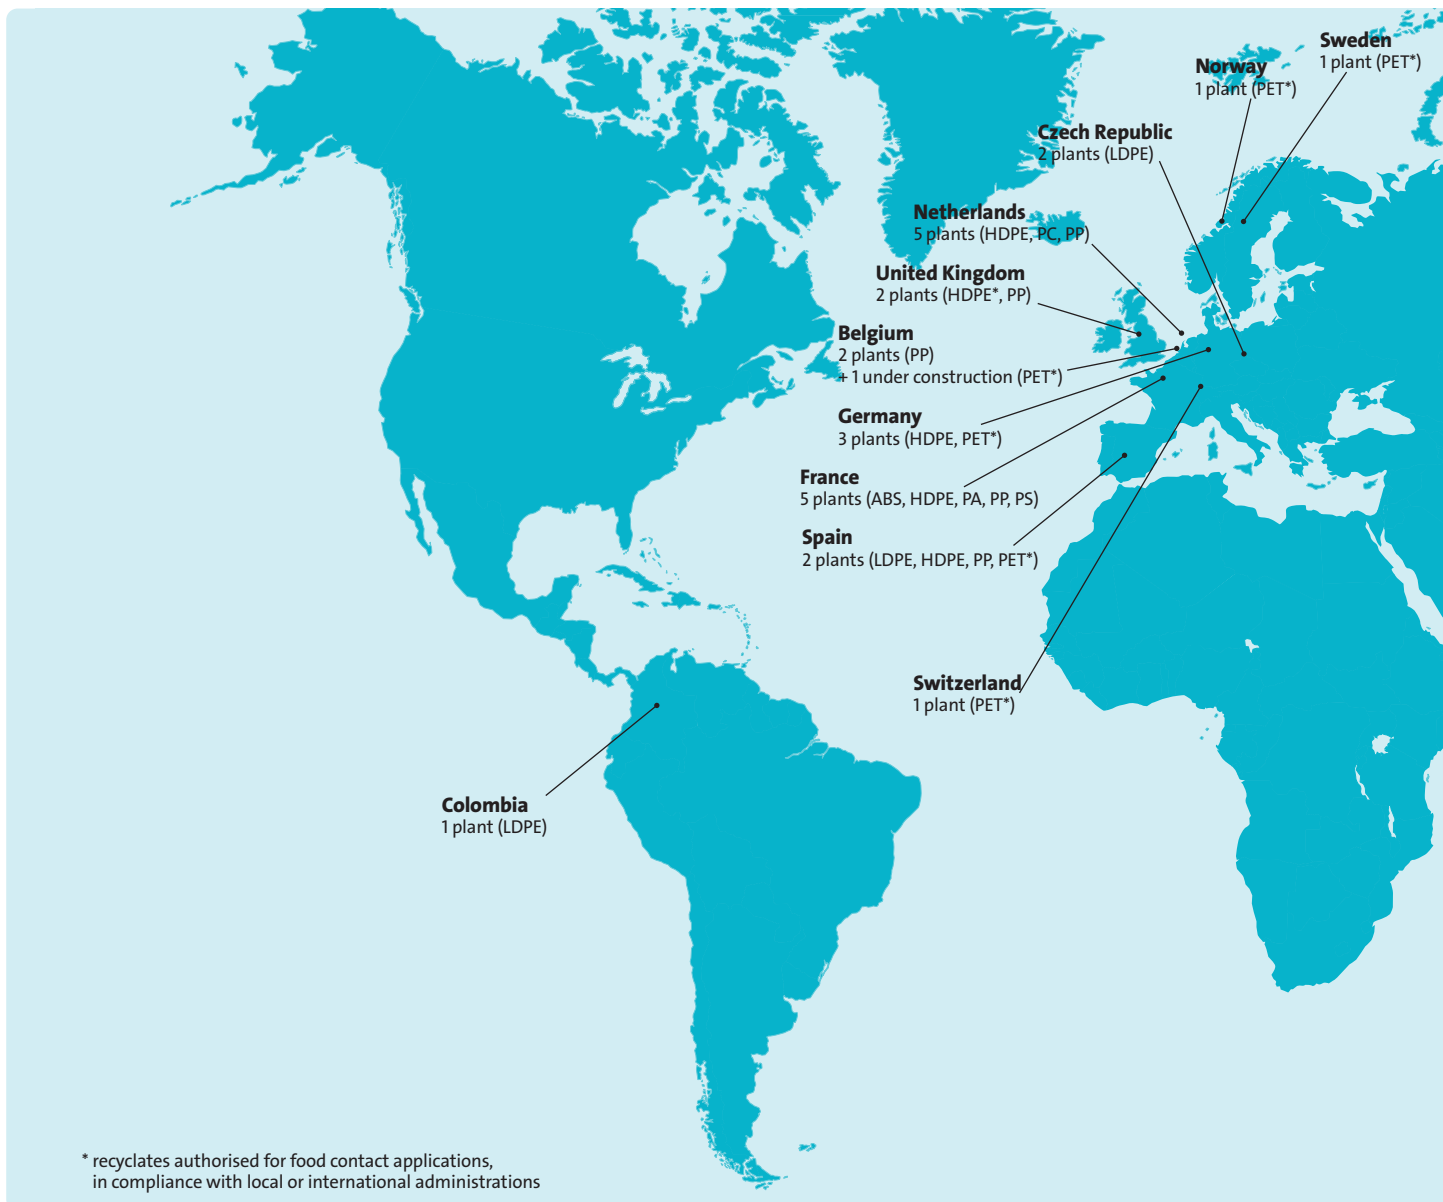 Sweden
1 plant (PET*)
Norway
1 plant (PET*)
Czech Republic
2 plants (LDPE)
Netherlands
5 plants (HDPE, PC, PP)
United Kingdom
2 plants (HDPE*, PP)
Belgium
2 plants (PP)
+ 1 under construction (PET*)
Germany
3 plants (HDPE, PET*)
France
5 plants (ABS, HDPE, PA, PP, PS)
Spain
2 plants (LDPE, HDPE, PP, PET*)
Switzerland
1 plant (PET*)
Colombia
1 plant (LDPE)
* recyclates authorised for food contact applications,
in compliance with local or international administrations